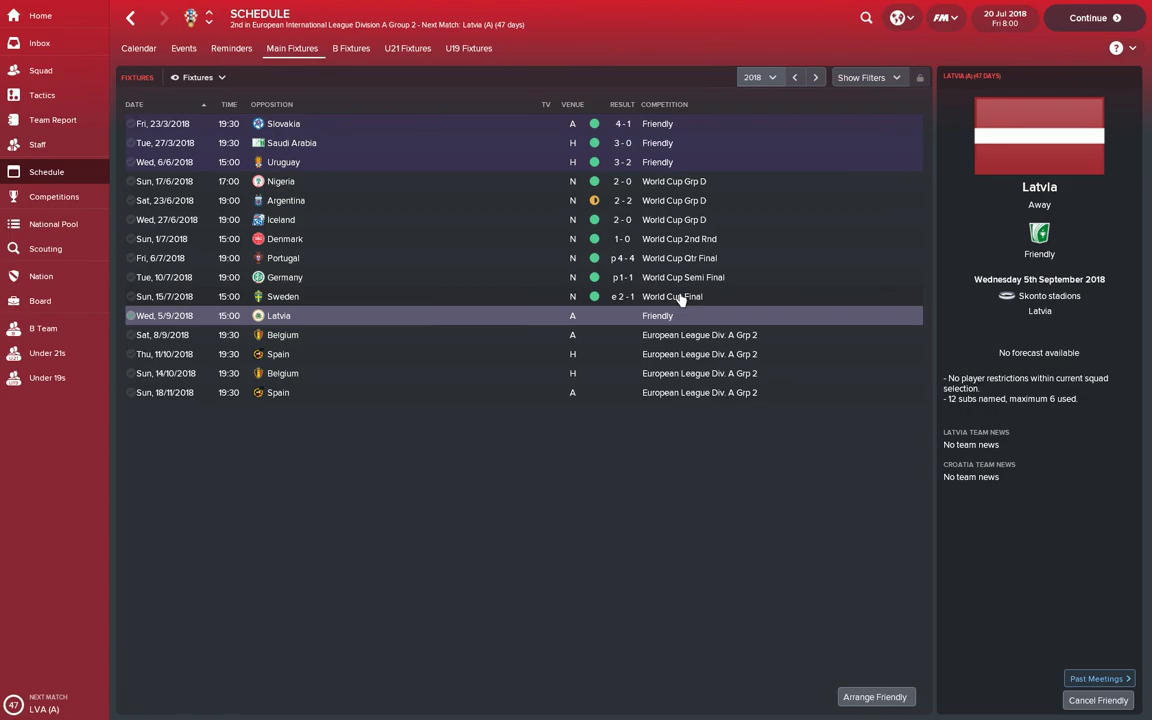 Home
SCHEDULE
2nd in European International League Division A Group 2 - Next Match: Latvia (A) (47 days)
FM
20 Jul 2018
Fri 8:00
Continue
Inbox
Calendar Events Reminders Main Fixtures B Fixtures U21 Fixtures U19 Fixtures
?
Squad
Tactics
Team Report
Staff
Schedule
Competitions
National Pool
Scouting
Nation
Board
B Team
Under 21s
Under 19s
47
NEXT MATCH
LVA (A)
FIXTURES Fixtures 2018 Show Filters
DATE TIME OPPOSITION TV VENUE RESULT COMPETITION
Fri, 23/3/2018 19:30 Slovakia A 4 - 1 Friendly
Tue, 27/3/2018 19:30 Saudi Arabia H 3 - 0 Friendly
Wed, 6/6/2018 15:00 Uruguay H 3 - 2 Friendly
Sun, 17/6/2018 17:00 Nigeria N 2 - 0 World Cup Grp D
Sat, 23/6/2018 19:00 Argentina N 2 - 2 World Cup Grp D
Wed, 27/6/2018 19:00 Iceland N 2 - 0 World Cup Grp D
Sun, 1/7/2018 15:00 Denmark N 1 - 0 World Cup 2nd Rnd
Fri, 6/7/2018 19:00 Portugal N p 4 - 4 World Cup Qtr Final
Tue, 10/7/2018 19:00 Germany N p 1 - 1 World Cup Semi Final
Sun, 15/7/2018 15:00 Sweden N e 2 - 1 World Cup Final
Wed, 5/9/2018 15:00 Latvia A Friendly
Sat, 8/9/2018 19:30 Belgium A European League Div. A Grp 2
Thu, 11/10/2018 19:30 Spain H European League Div. A Grp 2
Sun, 14/10/2018 19:30 Belgium H European League Div. A Grp 2
Sun, 18/11/2018 19:30 Spain A European League Div. A Grp 2
Arrange Friendly
LATVIA (A) (47 DAYS)
Latvia
Away
Friendly
Wednesday 5th September 2018
Skonto stadions
Latvia
No forecast available
- No player restrictions within current squad
selection.
- 12 subs named, maximum 6 used.
LATVIA TEAM NEWS
No team news
CROATIA TEAM NEWS
No team news
Past Meetings
Cancel Friendly